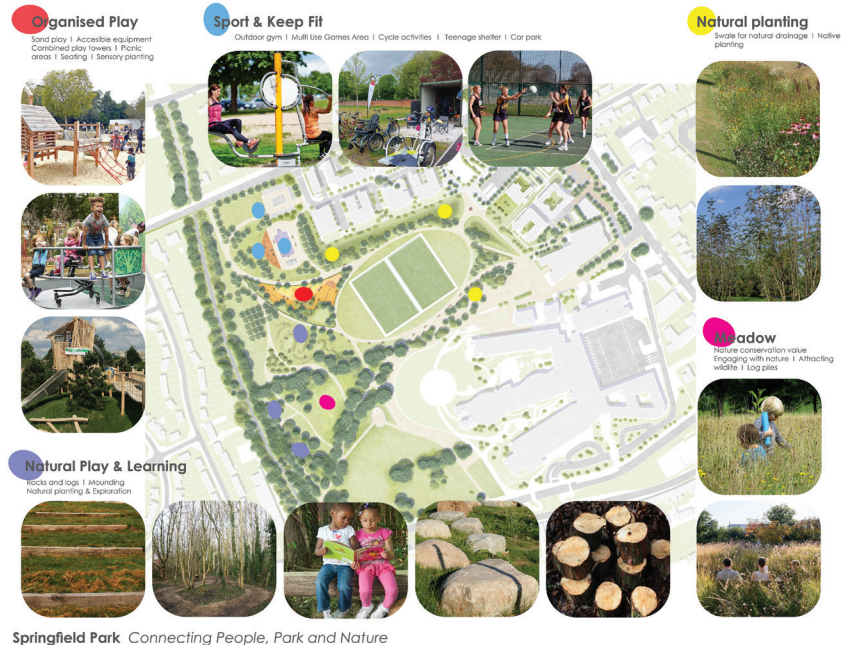 Organised Play
Sand play I Accesible equipment
Combined play towers I Picnic
areas I Seating I Sensory planting
Sport & Keep Fit
Outdoor gym I Multi Use Games Area I Cycle activities I Teenage shelter I Car park
Natural planting
Swale for natural drainage I Native
planting
Meadow
Nature conservation value
Engaging with nature I Attracting
wildlife I Log piles
Natural Play & Learning
Rocks and logs I Mounding
Natural planting & Exploration
Springfield Park Connecting People, Park and Nature